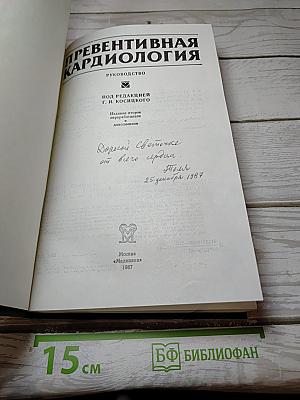 ПРЕВЕНТИВНАЯ
КАРДИОЛОГИЯ
РУКОВОДСТВО
ПОД РЕДАКЦИЕЙ
Г. И. КОСИЦКОГО
Издание второе
переработанное и
дополненное
Дорогой Светочке
от всего сердца
Толя
25 декабря 1987
Москва
«Медицина»
1987
15 см
БФ БИБЛИОФАН